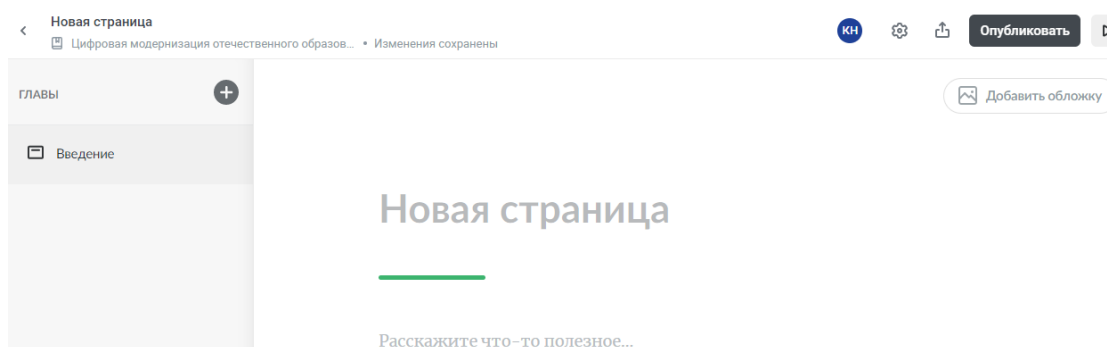 Новая страница
Цифровая модернизация отечественного образов... • Изменения сохранены
КН
Опубликовать
ГЛАВЫ
Добавить обложку
Введение
Новая страница
Расскажите что-то полезное...